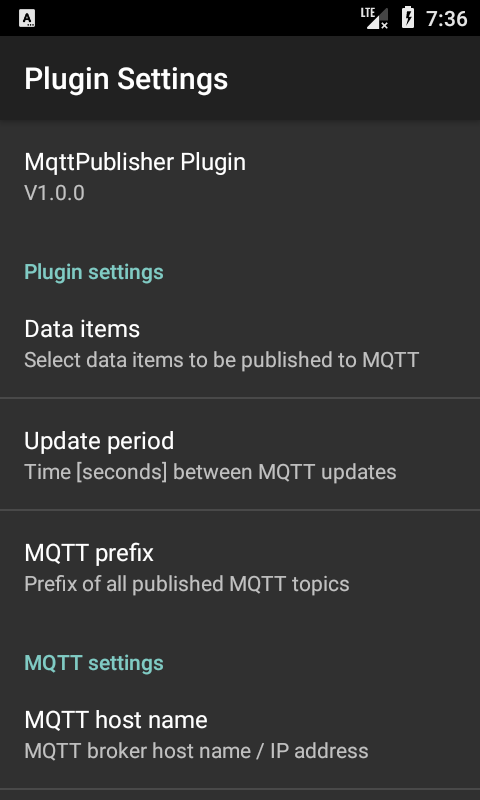 A
LTE
7:36
Plugin Settings
MqttPublisher Plugin
V1.0.0
Plugin settings
Data items
Select data items to be published to MQTT
Update period
Time [seconds] between MQTT updates
MQTT prefix
Prefix of all published MQTT topics
MQTT settings
MQTT host name
MQTT broker host name / IP address